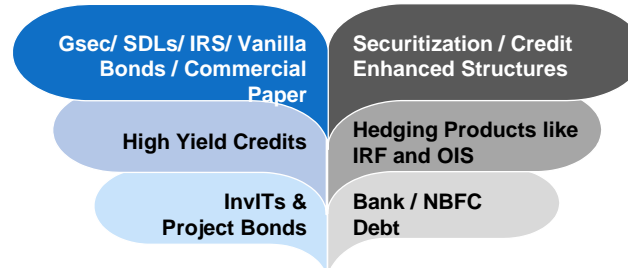 Gsec/ SDLs/ IRS/ Vanilla
Bonds / Commercial
Paper
Securitization / Credit
Enhanced Structures
High Yield Credits
Hedging Products like
IRF and OIS
InvITs &
Project Bonds
Bank / NBFC
Debt